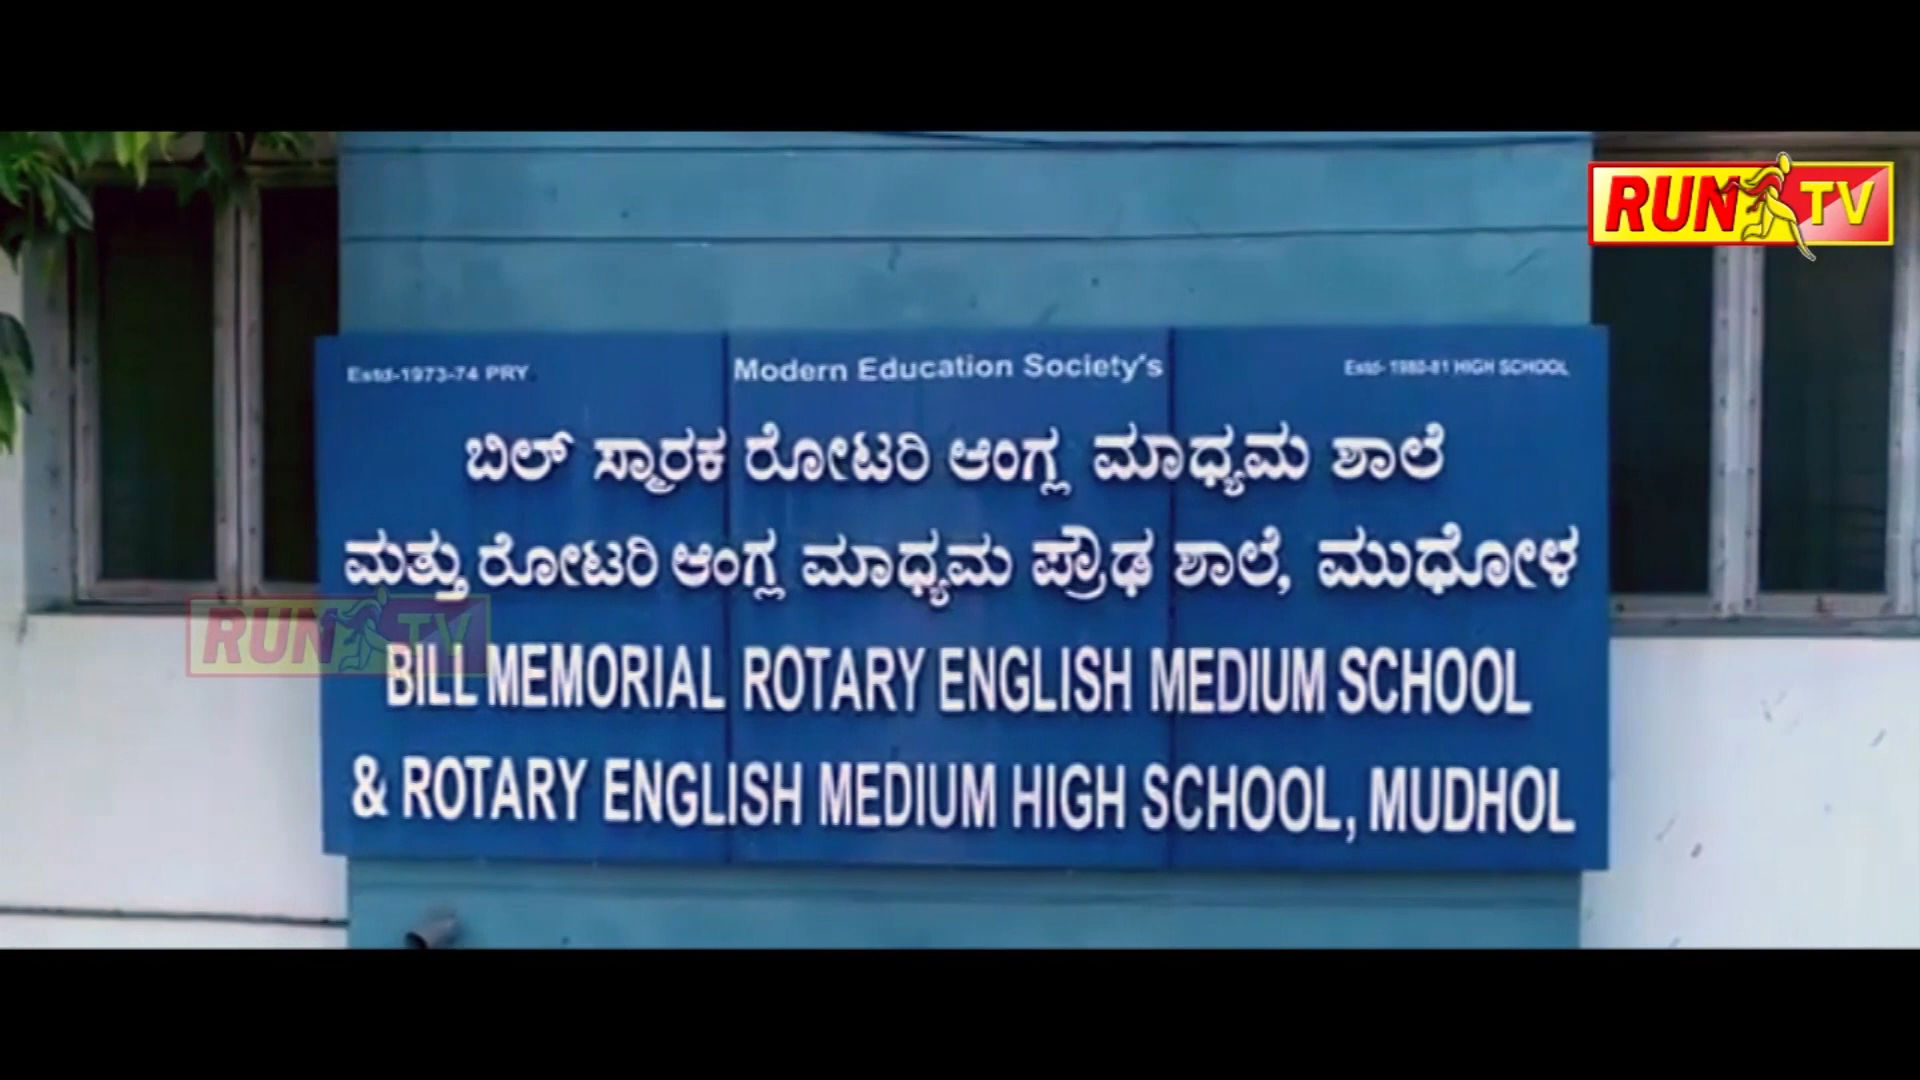 RUN TV
Estd-1973-74 PRY.
Modern Education Society's
Estd- 1980-81 HIGH SCHOOL
ಬಿಲ್ ಸ್ಮಾರಕ ರೋಟರಿ ಆಂಗ್ಲ ಮಾಧ್ಯಮ ಶಾಲೆ
ಮತ್ತು ರೋಟರಿ ಆಂಗ್ಲ ಮಾಧ್ಯಮ ಪ್ರೌಢ ಶಾಲೆ, ಮುಧೋಳ
RUN TV
BILL MEMORIAL ROTARY ENGLISH MEDIUM SCHOOL
& ROTARY ENGLISH MEDIUM HIGH SCHOOL, MUDHOL